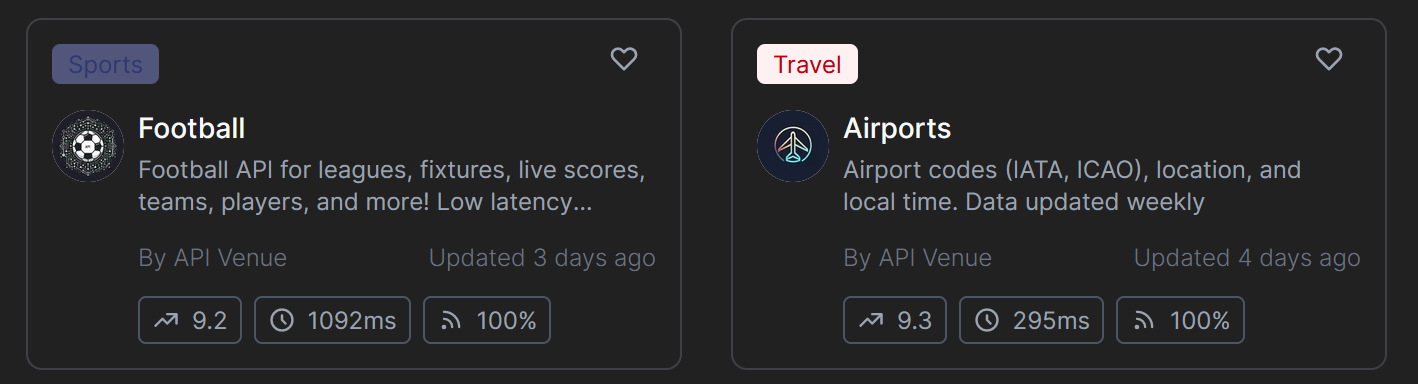 Sports
Football
Football API for leagues, fixtures, live scores,
teams, players, and more! Low latency...
By API Venue
Updated 3 days ago
9.2
1092ms
100%
Travel
Airports
Airport codes (IATA, ICAO), location, and
local time. Data updated weekly
By API Venue
Updated 4 days ago
9.3
295ms
100%